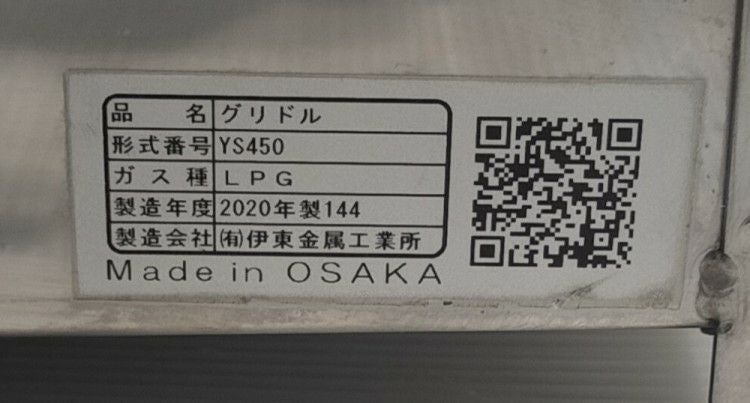 品名 グリドル
形式番号 YS450
ガス種 LPG
製造年度 2020年製144
製造会社 ㈲伊東金属工業所
Made in OSAKA